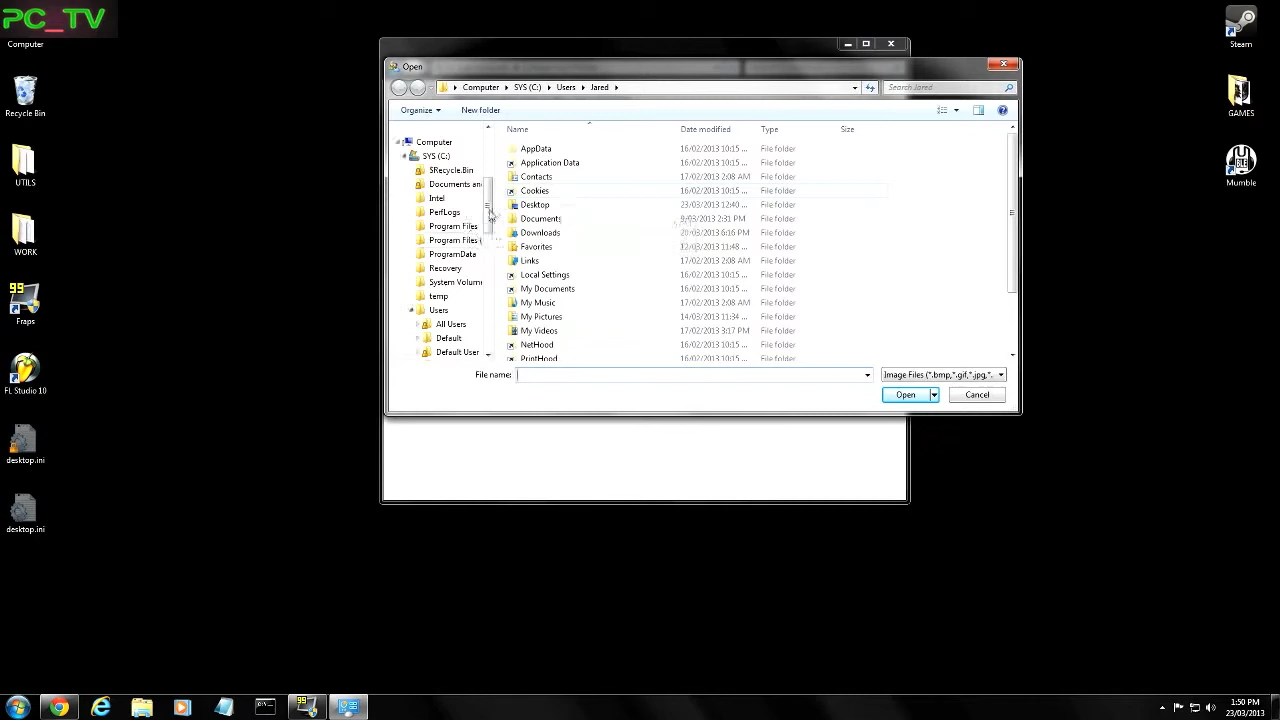 PC_TV
Computer
Recycle Bin
UTILS
WORK
99
Fraps
FL Studio 10
desktop.ini
desktop.ini
Open
Computer
SYS (C:)
Users
Jared
Search Jared
Organize
New folder
Computer
SYS (C:)
SRecycle.Bin
Documents an
Intel
PerfLogs
Program Files
Program Files (
ProgramData
Recovery
System Volum
temp
Users
All Users
Default
Default User
Name Date modified Type Size
AppData 16/02/2013 10:15 ... File folder
Application Data 16/02/2013 10:15 ... File folder
Contacts 17/02/2013 2:08 AM File folder
Cookies 16/02/2013 10:15 ... File folder
Desktop 23/03/2013 12:40 ... File folder
Documents 9/03/2013 2:31 PM File folder
Downloads 20/03/2013 6:16 PM File folder
Favorites 12/03/2013 11:48 ... File folder
Links 17/02/2013 2:08 AM File folder
Local Settings 16/02/2013 10:15 ... File folder
My Documents 16/02/2013 10:15 ... File folder
My Music 17/02/2013 2:08 AM File folder
My Pictures 14/03/2013 11:34 ... File folder
My Videos 17/02/2013 3:17 PM File folder
NetHood 16/02/2013 10:15 ... File folder
PrintHood 16/02/2013 10:15 ... File folder
File name:
Image Files (*.bmp,*.gif,*.jpg,*.
Open
Cancel
Steam
GAMES
Mumble
99
1:50 PM
23/03/2013